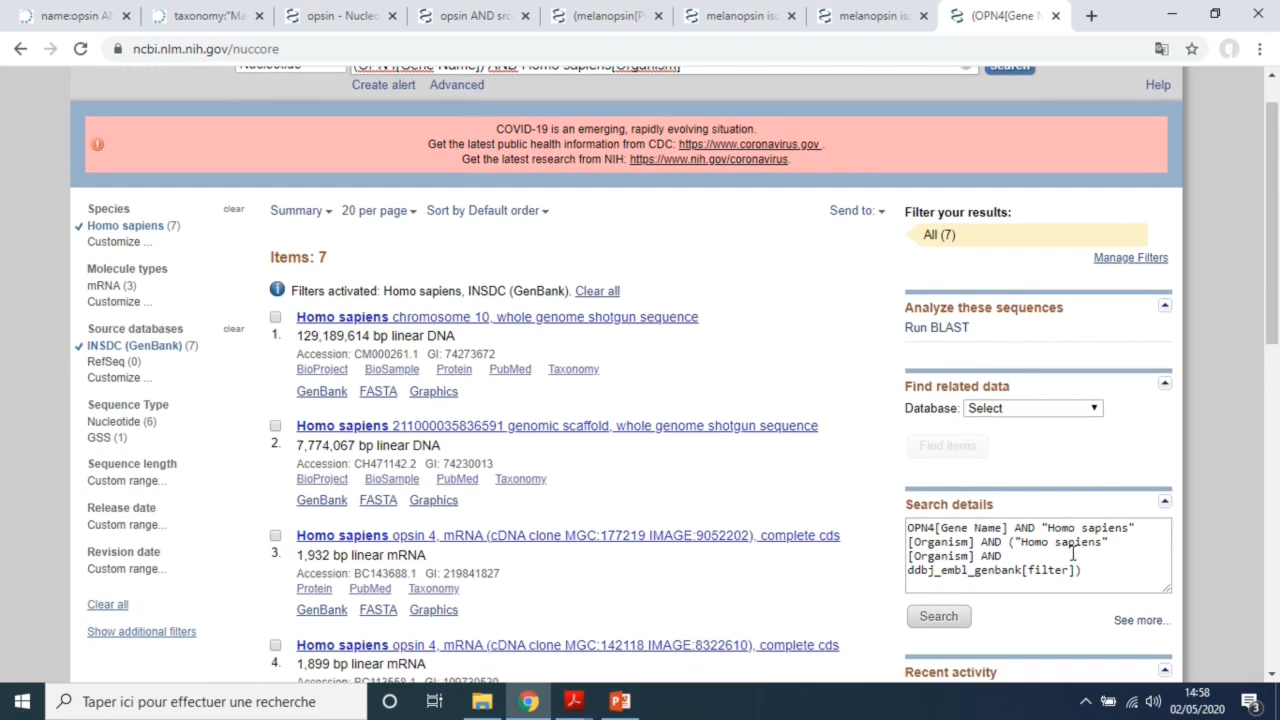 name:opsin A
taxonomy:"Ma
opsin - Nucleo
opsin AND src
(melanopsin[P
melanopsin iso
melanopsin iso
(OPN4[Gene N
ncbi.nlm.nih.gov/nuccore
Nucleotide (OPN4[Gene Name]) AND Homo sapiens[Organism] Search
Create alert Advanced Help
COVID-19 is an emerging, rapidly evolving situation.
Get the latest public health information from CDC: https://www.coronavirus.gov .
Get the latest research from NIH: https://www.nih.gov/coronavirus.
Species clear
Homo sapiens (7)
Customize ...
Molecule types
mRNA (3)
Customize ...
Source databases clear
INSDC (GenBank) (7)
RefSeq (0)
Customize ...
Sequence Type
Nucleotide (6)
GSS (1)
Sequence length
Custom range...
Release date
Custom range...
Revision date
Custom range...
Clear all
Show additional filters
Summary 20 per page Sort by Default order Send to:
Items: 7
Filters activated: Homo sapiens, INSDC (GenBank). Clear all
Homo sapiens chromosome 10, whole genome shotgun sequence
1. 129,189,614 bp linear DNA
Accession: CM000261.1 GI: 74273672
BioProject BioSample Protein PubMed Taxonomy
GenBank FASTA Graphics
Homo sapiens 211000035836591 genomic scaffold, whole genome shotgun sequence
2. 7,774,067 bp linear DNA
Accession: CH471142.2 GI: 74230013
BioProject BioSample PubMed Taxonomy
GenBank FASTA Graphics
Homo sapiens opsin 4, mRNA (cDNA clone MGC:177219 IMAGE:9052202), complete cds
3. 1,932 bp linear mRNA
Accession: BC143688.1 GI: 219841827
Protein PubMed Taxonomy
GenBank FASTA Graphics
Homo sapiens opsin 4, mRNA (cDNA clone MGC:142118 IMAGE:8322610), complete cds
4. 1,899 bp linear mRNA
Filter your results:
All (7)
Manage Filters
Analyze these sequences
Run BLAST
Find related data
Database: Select
Find items
Search details
OPN4[Gene Name] AND "Homo sapiens"
[Organism] AND ("Homo sapiens"
[Organism] AND
ddbj_embl_genbank[filter])
Search
See more...
Recent activity
Taper ici pour effectuer une recherche
14:58
02/05/2020
3